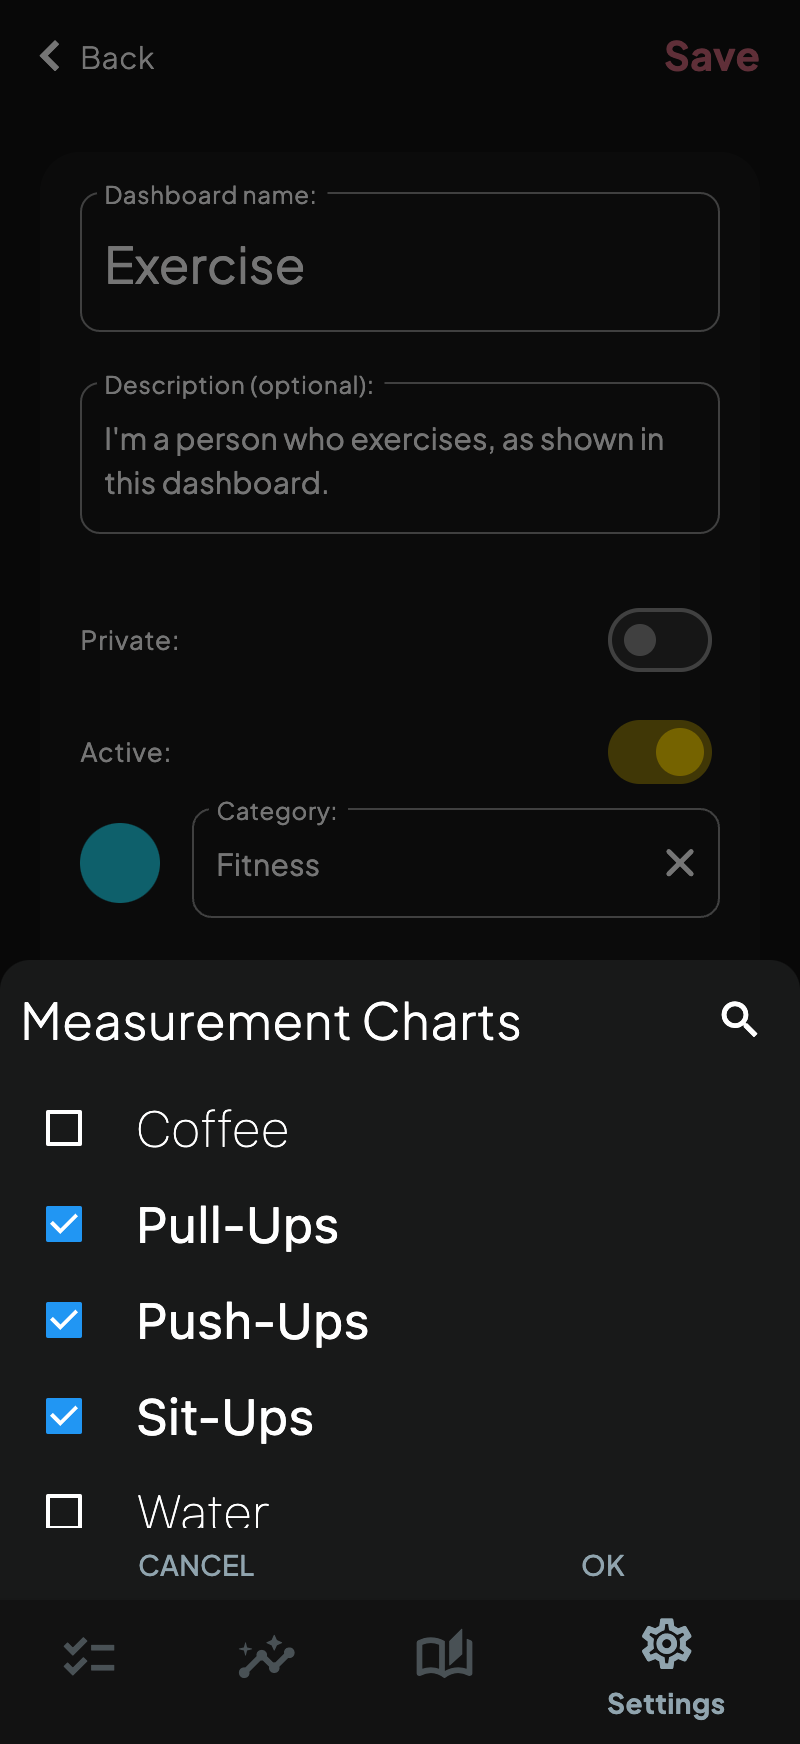 Back
Save
Dashboard name:
Exercise
Description (optional):
I'm a person who exercises, as shown in
this dashboard.
Private:
Active:
Category:
Fitness
Measurement Charts
Coffee
Pull-Ups
Push-Ups
Sit-Ups
Water
CANCEL
OK
Settings